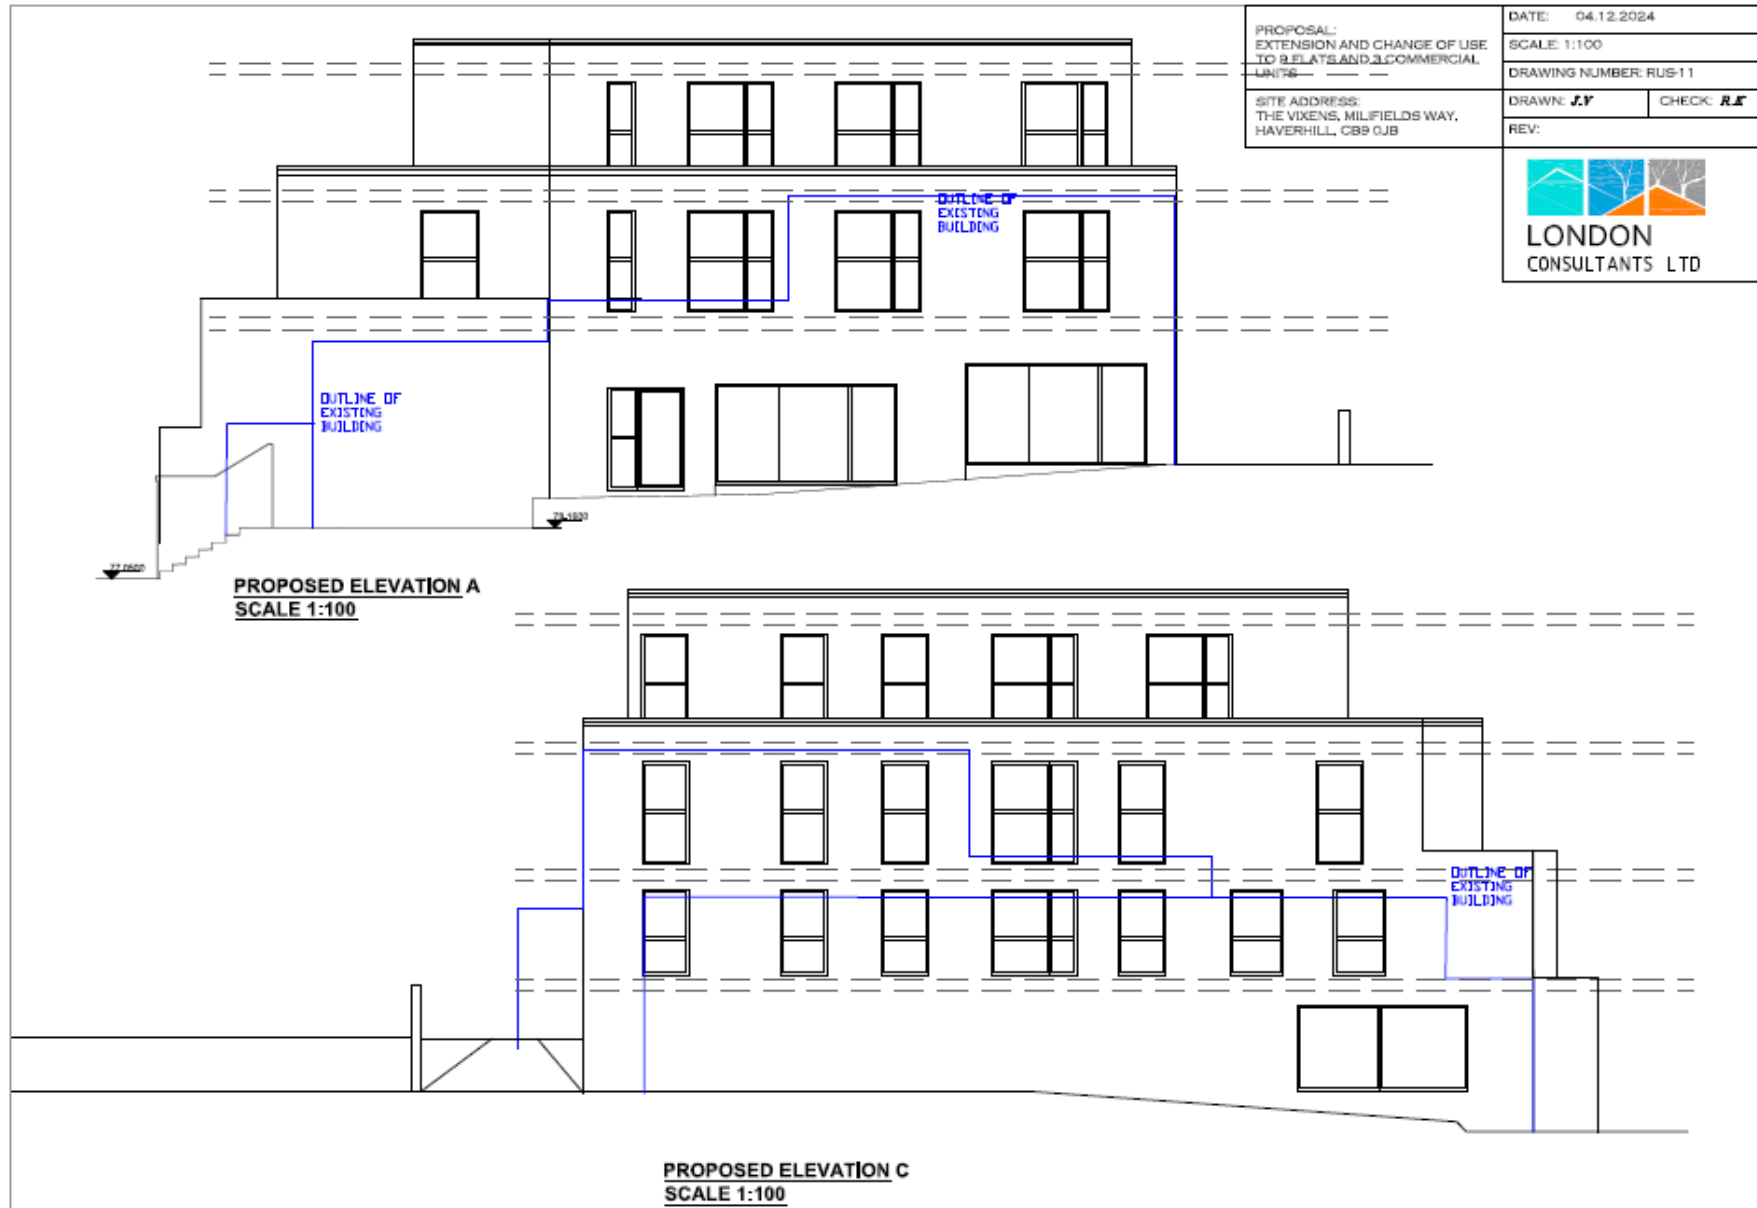 PROPOSAL:
EXTENSION AND CHANGE OF USE
TO 9 FLATS AND 3 COMMERCIAL
UNITS
SITE ADDRESS:
THE VIXENS, MILIFIELDS WAY,
HAVERHILL, CB9 0JB
DATE: 04.12.2024
SCALE: 1:100
DRAWING NUMBER: RUS-11
DRAWN: J.V
CHECK: R.K
REV:
LONDON
CONSULTANTS LTD
OUTLINE OF
EXISTING
BUILDING
OUTLINE OF
EXISTING
BUILDING
PROPOSED ELEVATION A
SCALE 1:100
OUTLINE OF
EXISTING
BUILDING
PROPOSED ELEVATION C
SCALE 1:100